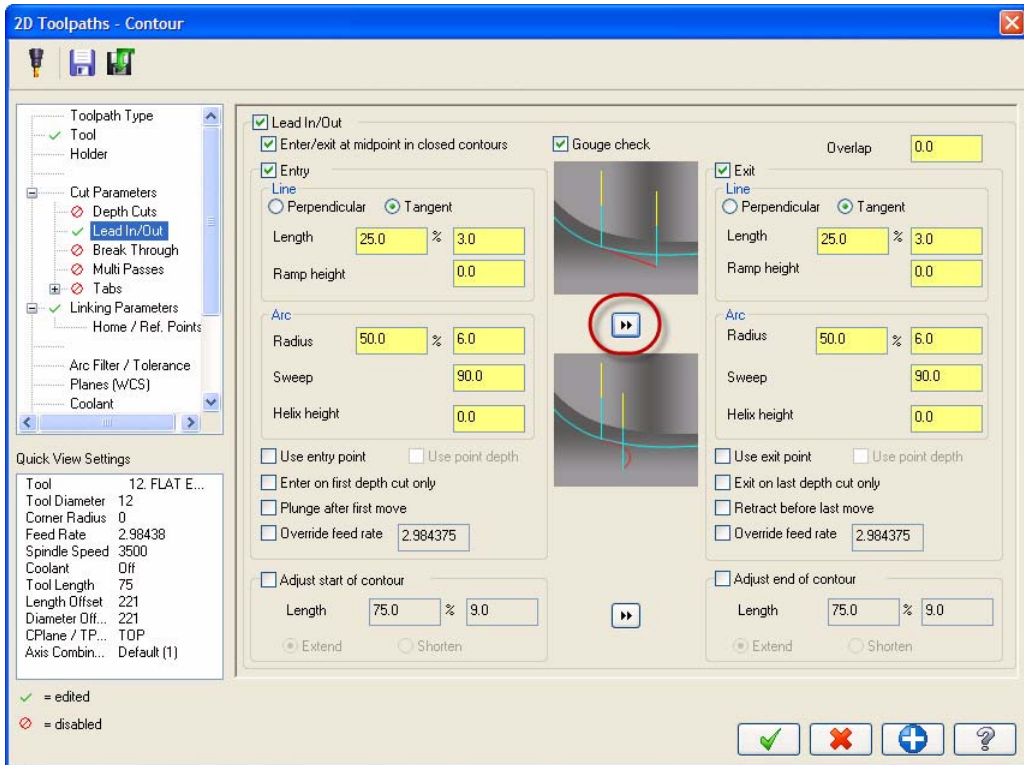 2D Toolpaths - Contour
Toolpath Type
Tool
Holder
Cut Parameters
Depth Cuts
Lead In/Out
Break Through
Multi Passes
Tabs
Linking Parameters
Home / Ref. Points
Arc Filter / Tolerance
Planes (WCS)
Coolant
Quick View Settings
Tool 12. FLAT E...
Tool Diameter 12
Corner Radius 0
Feed Rate 2.98438
Spindle Speed 3500
Coolant Off
Tool Length 75
Length Offset 221
Diameter Off... 221
CPlane / TP... TOP
Axis Combin... Default (1)
= edited
= disabled
Lead In/Out
Enter/exit at midpoint in closed contours
Gouge check
Overlap 0.0
Entry
Line
Perpendicular Tangent
Length 25.0 % 3.0
Ramp height 0.0
Arc
Radius 50.0 % 6.0
Sweep 90.0
Helix height 0.0
Use entry point Use point depth
Enter on first depth cut only
Plunge after first move
Override feed rate 2.984375
Adjust start of contour
Length 75.0 % 9.0
Extend Shorten
Exit
Line
Perpendicular Tangent
Length 25.0 % 3.0
Ramp height 0.0
Arc
Radius 50.0 % 6.0
Sweep 90.0
Helix height 0.0
Use exit point Use point depth
Exit on last depth cut only
Retract before last move
Override feed rate 2.984375
Adjust end of contour
Length 75.0 % 9.0
Extend Shorten